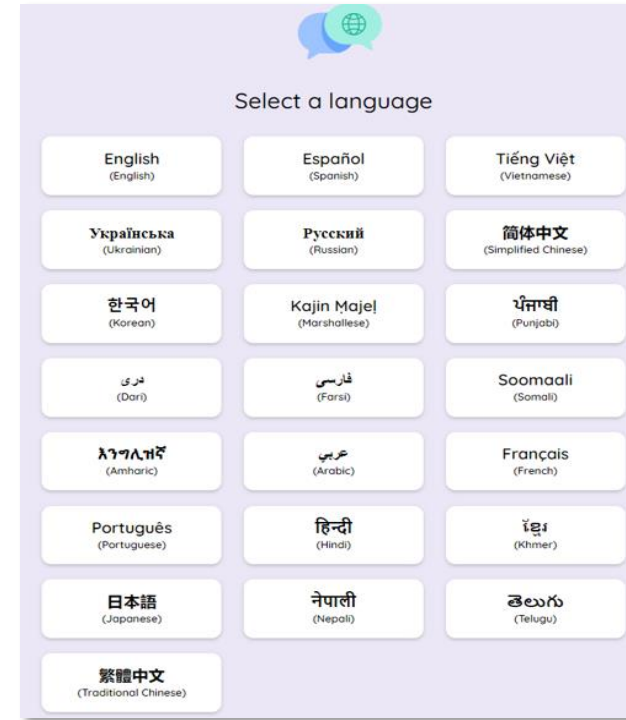 Select a language
English
(English)
Español
(Spanish)
Tiếng Việt
(Vietnamese)
Українська
(Ukrainian)
Русский
(Russian)
简体中文
(Simplified Chinese)
한국어
(Korean)
Kajin Ṃajeḷ
(Marshallese)
ਪੰਜਾਬੀ
(Punjabi)
دری
(Dari)
فارسی
(Farsi)
Soomaali
(Somali)
እንግሊዝኛ
(Amharic)
عربي
(Arabic)
Français
(French)
Português
(Portuguese)
हिन्दी
(Hindi)
ខ្មែរ
(Khmer)
日本語
(Japanese)
नेपाली
(Nepali)
తెలుగు
(Telugu)
繁體中文
(Traditional Chinese)